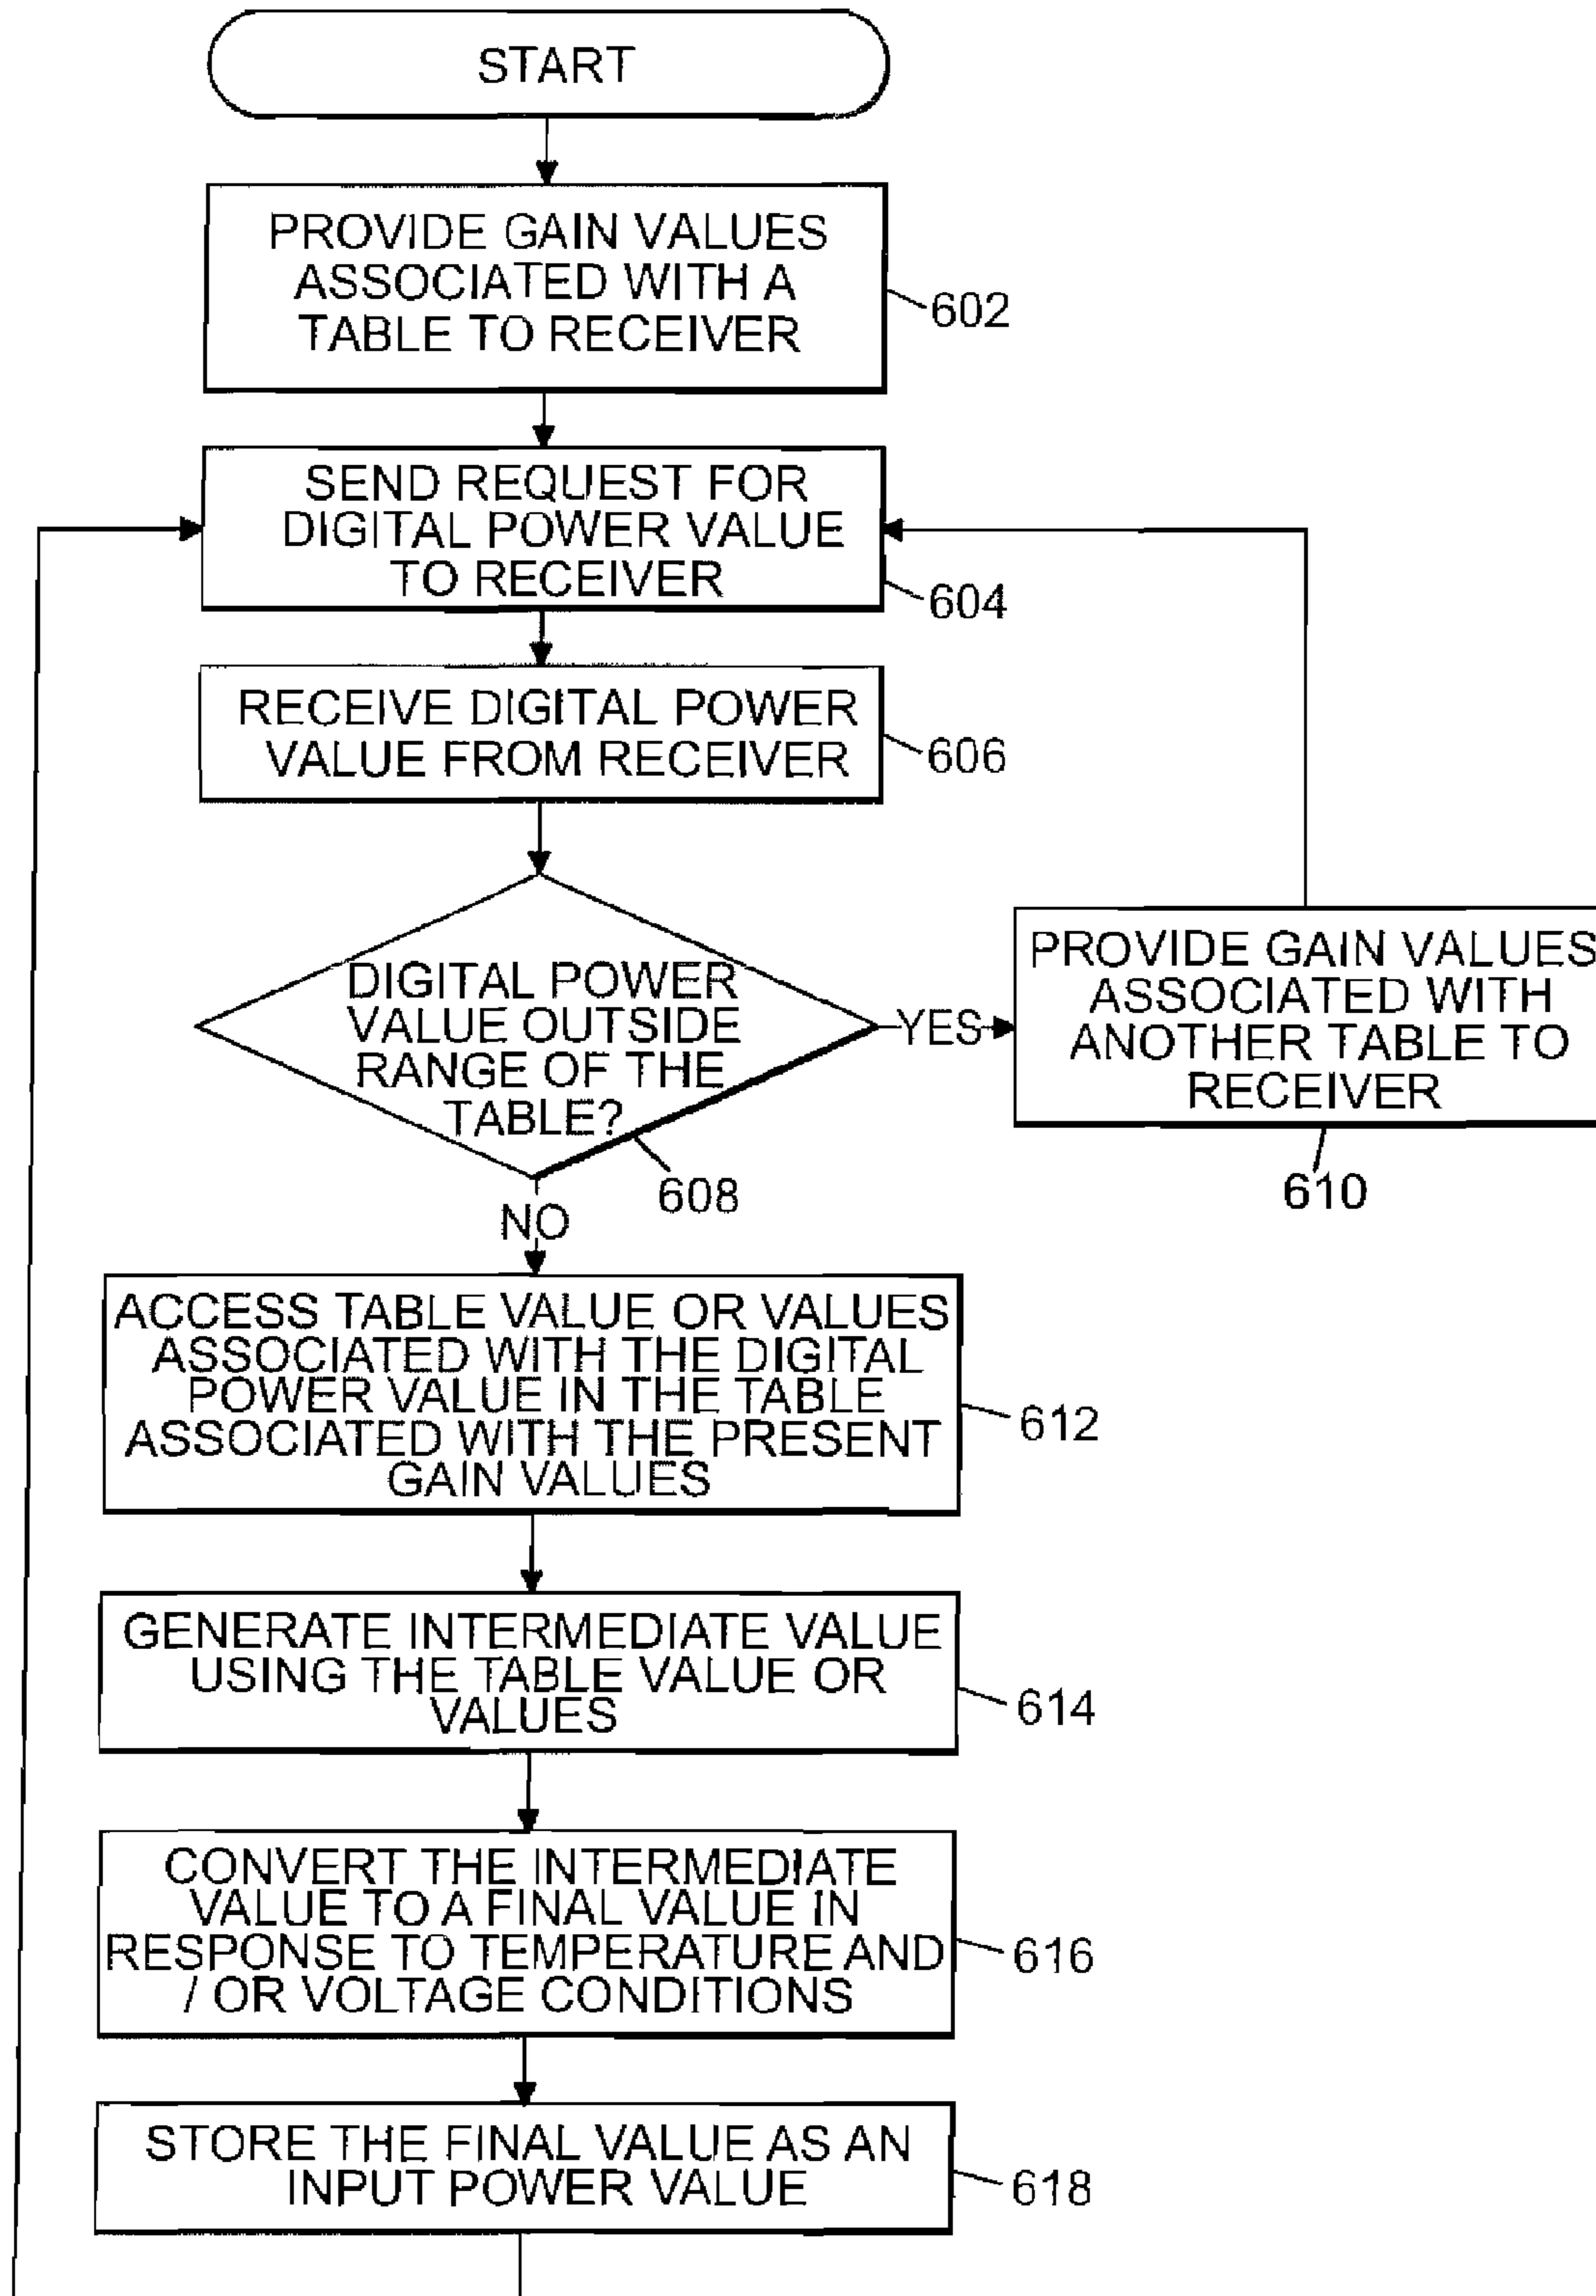 START
PROVIDE GAIN VALUES
ASSOCIATED WITH A
TABLE TO RECEIVER
602
SEND REQUEST FOR
DIGITAL POWER VALUE
TO RECEIVER
604
RECEIVE DIGITAL POWER
VALUE FROM RECEIVER
606
DIGITAL POWER
VALUE OUTSIDE
RANGE OF THE
TABLE?
608
YES
PROVIDE GAIN VALUES
ASSOCIATED WITH
ANOTHER TABLE TO
RECEIVER
610
NO
ACCESS TABLE VALUE OR VALUES
ASSOCIATED WITH THE DIGITAL
POWER VALUE IN THE TABLE
ASSOCIATED WITH THE PRESENT
GAIN VALUES
612
GENERATE INTERMEDIATE VALUE
USING THE TABLE VALUE OR
VALUES
614
CONVERT THE INTERMEDIATE
VALUE TO A FINAL VALUE IN
RESPONSE TO TEMPERATURE AND
/ OR VOLTAGE CONDITIONS
616
STORE THE FINAL VALUE AS AN
INPUT POWER VALUE
618